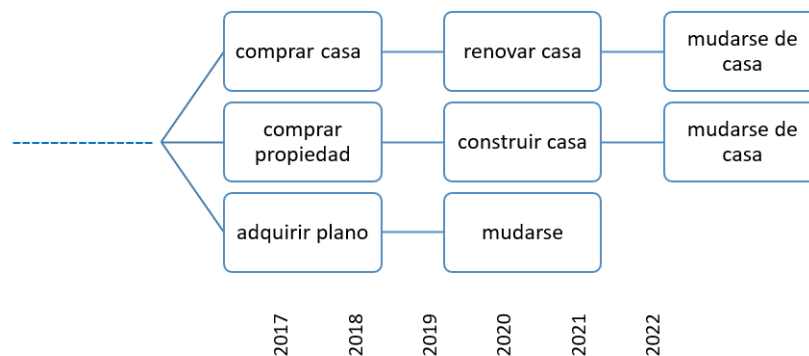 comprar casa
renovar casa
mudarse de
casa
comprar
propiedad
construir casa
mudarse de
casa
adquirir plano
mudarse
2017
2018
2019
2020
2021
2022